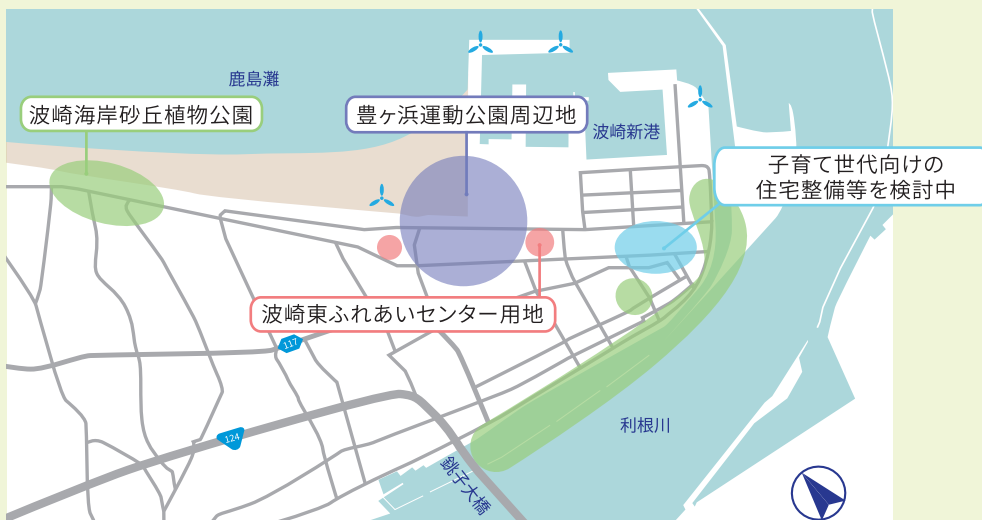 鹿島灘
波崎海岸砂丘植物公園
豊ヶ浜運動公園周辺地
波崎新港
子育て世代向けの
住宅整備等を検討中
波崎東ふれあいセンター用地
117
124
利根川
銚子大橋